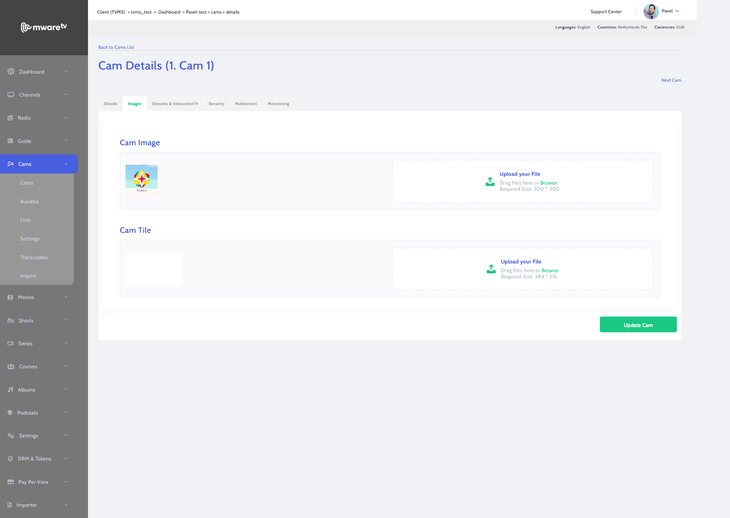 mwaretv
Client (TVMS) > tvms_test > Dashboard > Pavel-test > cams > details
Support Center
Pavel
Languages: English Countries: Netherlands The Currencies: EUR
Dashboard
Channels
Radio
Guide
Cams
Cams
Bundles
Lists
Settings
Transcoders
Import
Movies
Shorts
Series
Courses
Albums
Podcasts
Settings
DRM & Tokens
Pay Per View
Importer
Back to Cams List
Cam Details (1. Cam 1)
Next Cam
Details Images Streams & InteractiveTV Security Multiscreen Monetising
Cam Image
Upload your File
Drag files here or Browse
Required Size: 300 * 300
Cam Tile
Upload your File
Drag files here or Browse
Required Size: 384 * 216
Update Cam